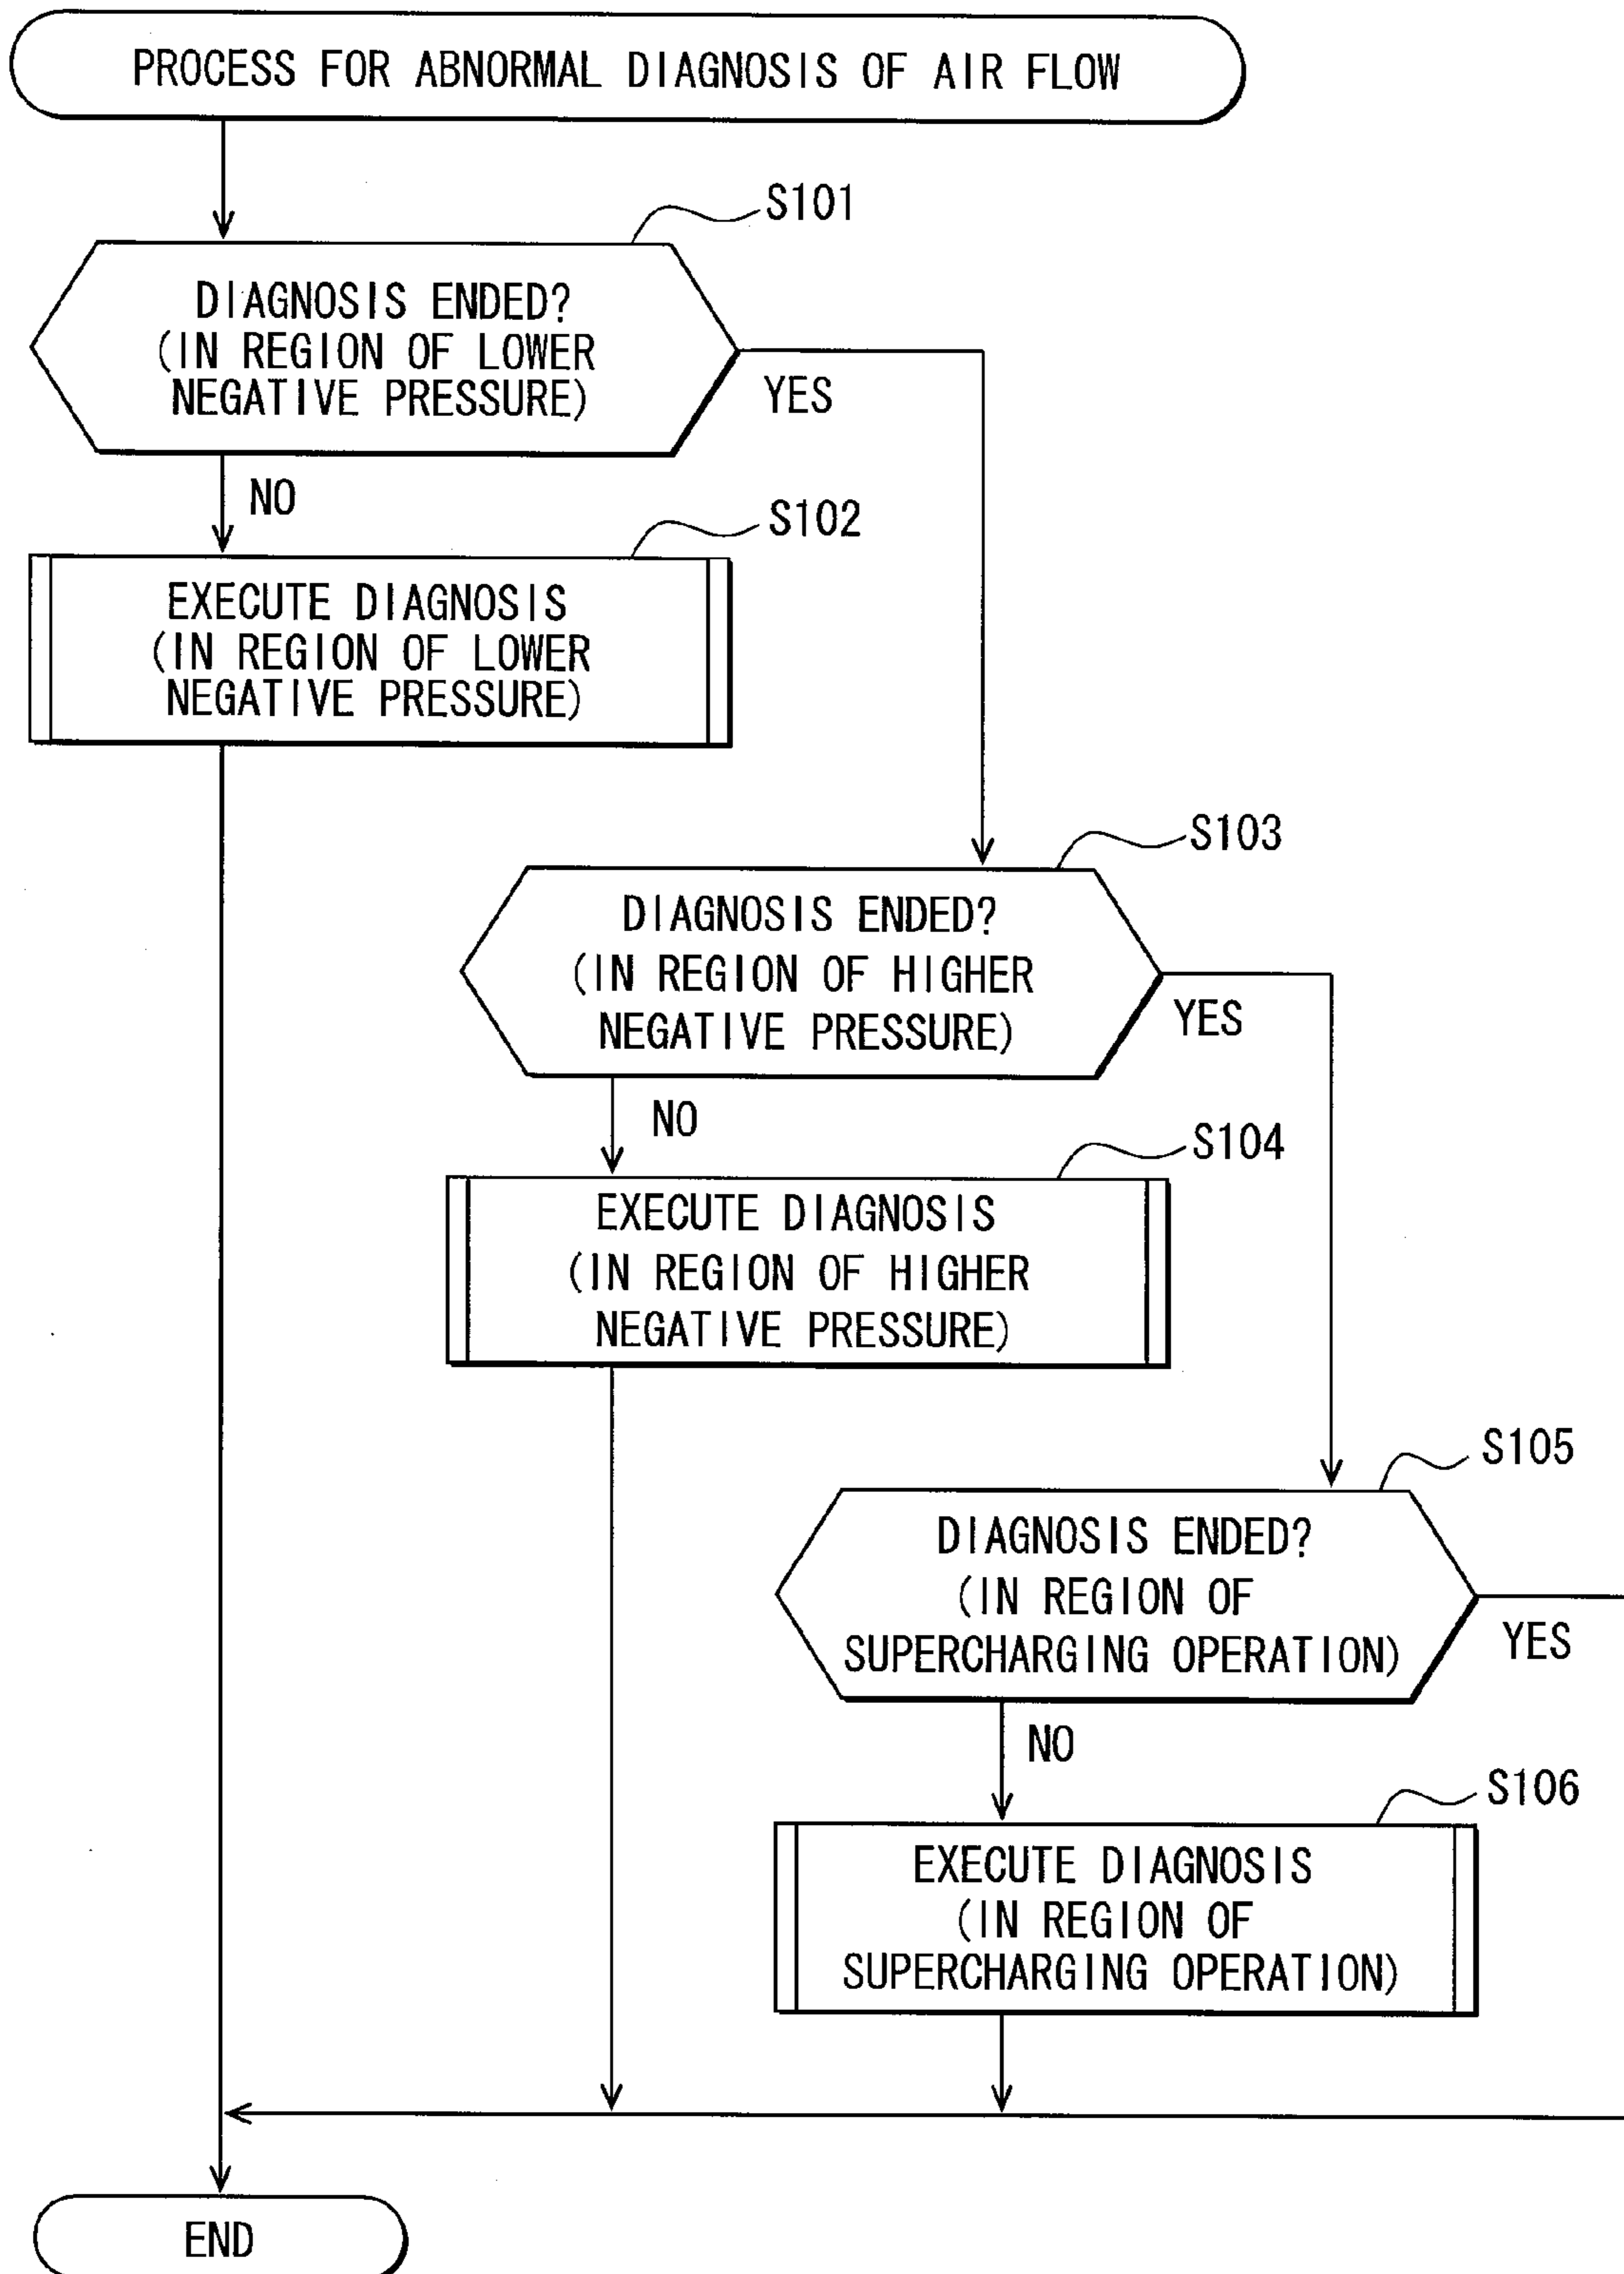 PROCESS FOR ABNORMAL DIAGNOSIS OF AIR FLOW
S101
DIAGNOSIS ENDED?
(IN REGION OF LOWER
NEGATIVE PRESSURE)
YES
NO
S102
EXECUTE DIAGNOSIS
(IN REGION OF LOWER
NEGATIVE PRESSURE)
S103
DIAGNOSIS ENDED?
(IN REGION OF HIGHER
NEGATIVE PRESSURE)
YES
NO
S104
EXECUTE DIAGNOSIS
(IN REGION OF HIGHER
NEGATIVE PRESSURE)
S105
DIAGNOSIS ENDED?
(IN REGION OF
SUPERCHARGING OPERATION)
YES
NO
S106
EXECUTE DIAGNOSIS
(IN REGION OF
SUPERCHARGING OPERATION)
END